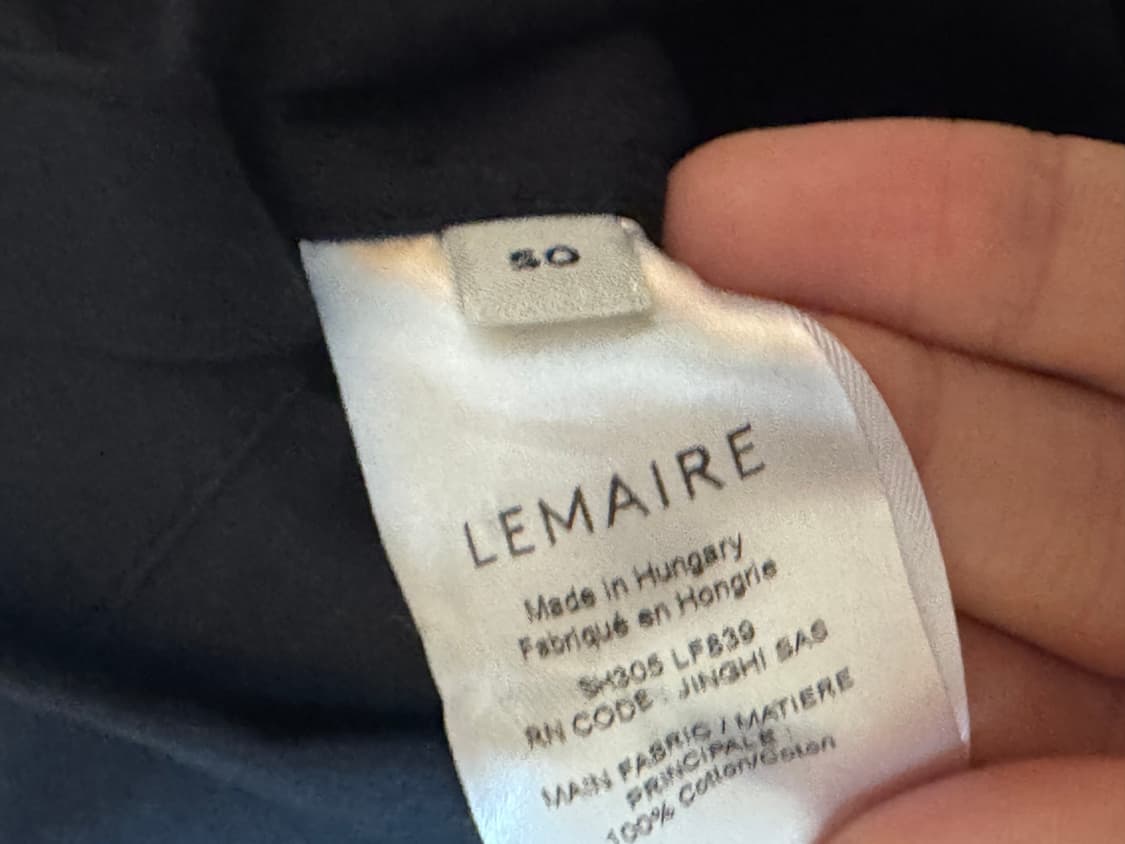 50
LEMAIRE
Made in Hungary
Fabriqué en Hongrie
SH305 LF839
RN CODE : JINGHI SAS
MAIN FABRIC / MATIERE
PRINCIPALE :
100% Cotton/Coton